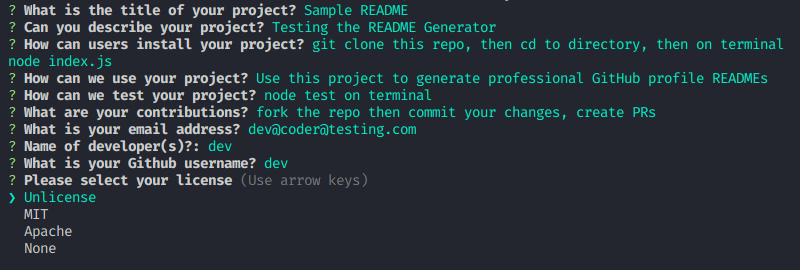 ? What is the title of your project? Sample README
? Can you describe your project? Testing the README Generator
? How can users install your project? git clone this repo, then cd to directory, then on terminal
node index.js
? How can we use your project? Use this project to generate professional GitHub profile READMEs
? How can we test your project? node test on terminal
? What are your contributions? fork the repo then commit your changes, create PRs
? What is your email address? dev@coder@testing.com
? Name of developer(s)?: dev
? What is your Github username? dev
? Please select your license (Use arrow keys)
❯ Unlicense
MIT
Apache
None